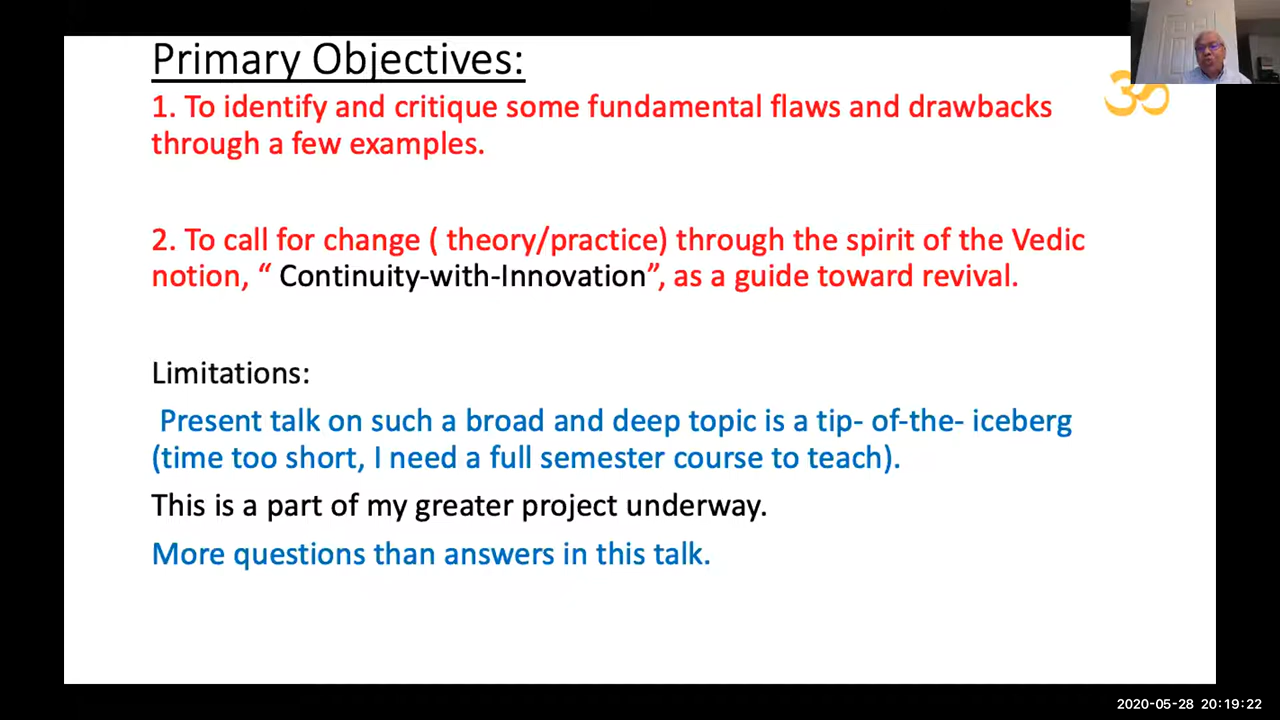 Primary Objectives:
1. To identify and critique some fundamental flaws and drawbacks
through a few examples.
ॐ
2. To call for change ( theory/practice) through the spirit of the Vedic
notion, “ Continuity-with-Innovation”, as a guide toward revival.
Limitations:
Present talk on such a broad and deep topic is a tip- of-the- iceberg
(time too short, I need a full semester course to teach).
This is a part of my greater project underway.
More questions than answers in this talk.
2020-05-28 20:19:22